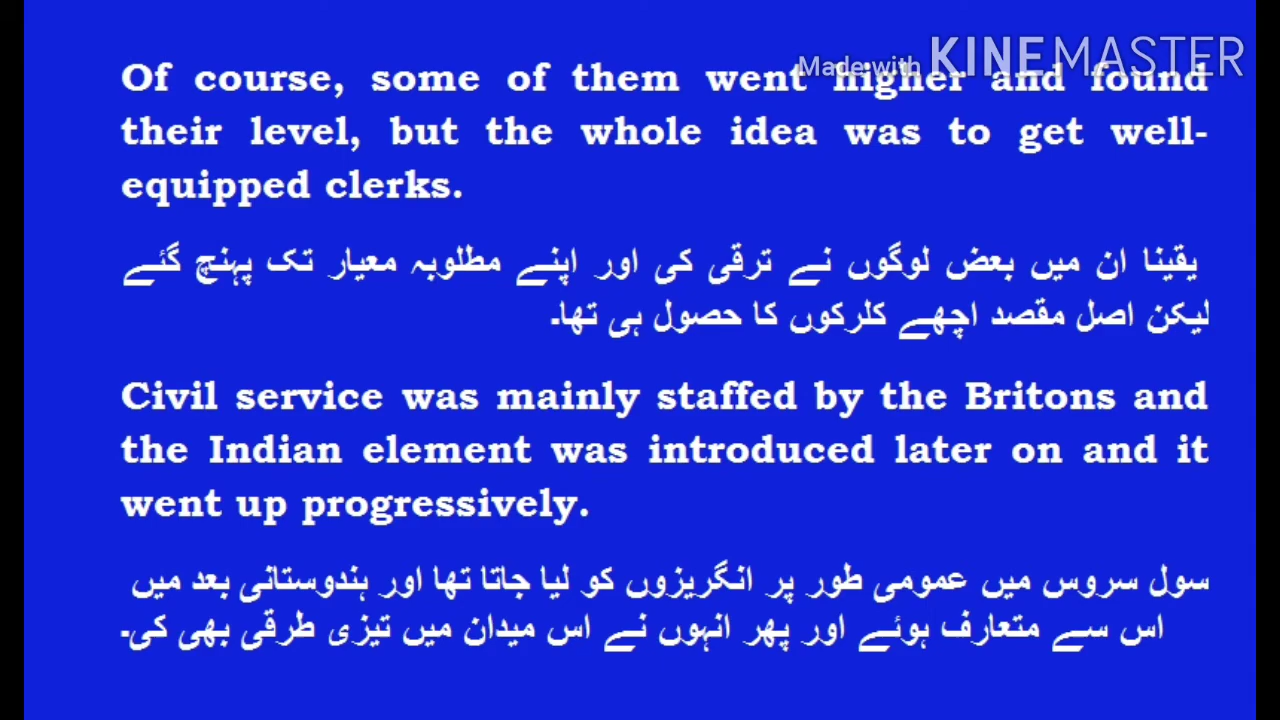 Made with KINEMASTER
Of course, some of them went higher and found
their level, but the whole idea was to get well-
equipped clerks.
یقینا ان میں بعض لوگوں نے ترقی کی اور اپنے مطلوبہ معیار تک پہنچ گئے
لیکن اصل مقصد اچھے کلرکوں کا حصول ہی تھا۔
Civil service was mainly staffed by the Britons and
the Indian element was introduced later on and it
went up progressively.
سول سروس میں عمومی طور پر انگریزوں کو لیا جاتا تھا اور ہندوستانی بعد میں
اس سے متعارف ہوئے اور پھر انہوں نے اس میدان میں تیزی طرقی بھی کی۔